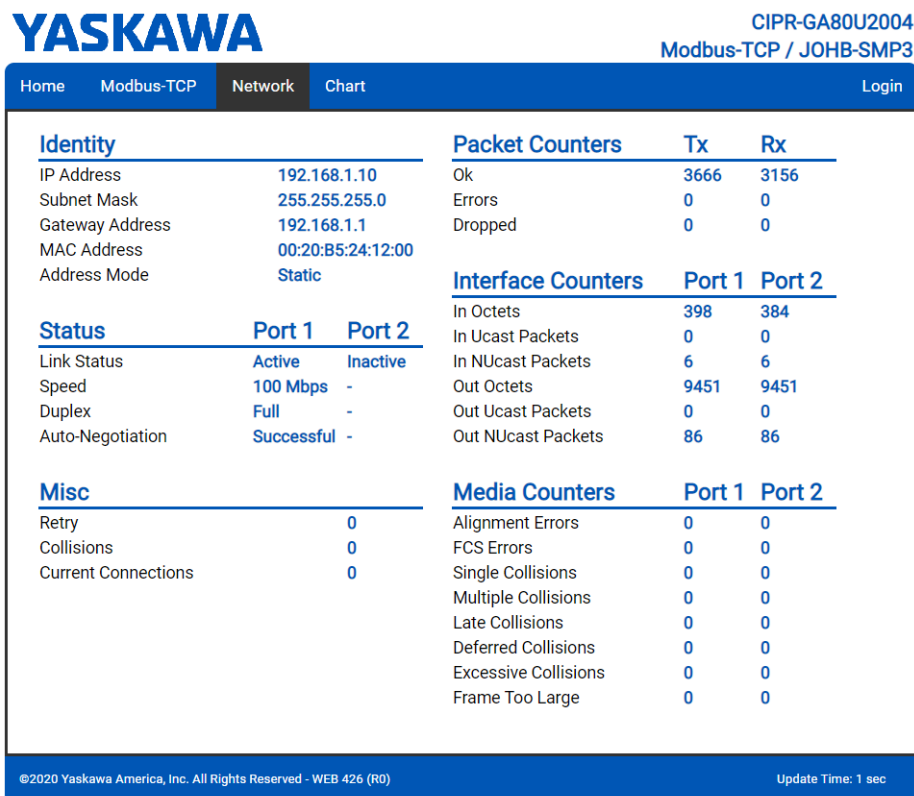 YASKAWA
CIPR-GA80U2004
Modbus-TCP / JOHB-SMP3
Home Modbus-TCP Network Chart Login
Identity
IP Address 192.168.1.10
Subnet Mask 255.255.255.0
Gateway Address 192.168.1.1
MAC Address 00:20:B5:24:12:00
Address Mode Static
Status Port 1 Port 2
Link Status Active Inactive
Speed 100 Mbps -
Duplex Full -
Auto-Negotiation Successful -
Misc
Retry 0
Collisions 0
Current Connections 0
Packet Counters Tx Rx
Ok 3666 3156
Errors 0 0
Dropped 0 0
Interface Counters Port 1 Port 2
In Octets 398 384
In Ucast Packets 0 0
In NUcast Packets 6 6
Out Octets 9451 9451
Out Ucast Packets 0 0
Out NUcast Packets 86 86
Media Counters Port 1 Port 2
Alignment Errors 0 0
FCS Errors 0 0
Single Collisions 0 0
Multiple Collisions 0 0
Late Collisions 0 0
Deferred Collisions 0 0
Excessive Collisions 0 0
Frame Too Large 0 0
©2020 Yaskawa America, Inc. All Rights Reserved - WEB 426 (R0) Update Time: 1 sec